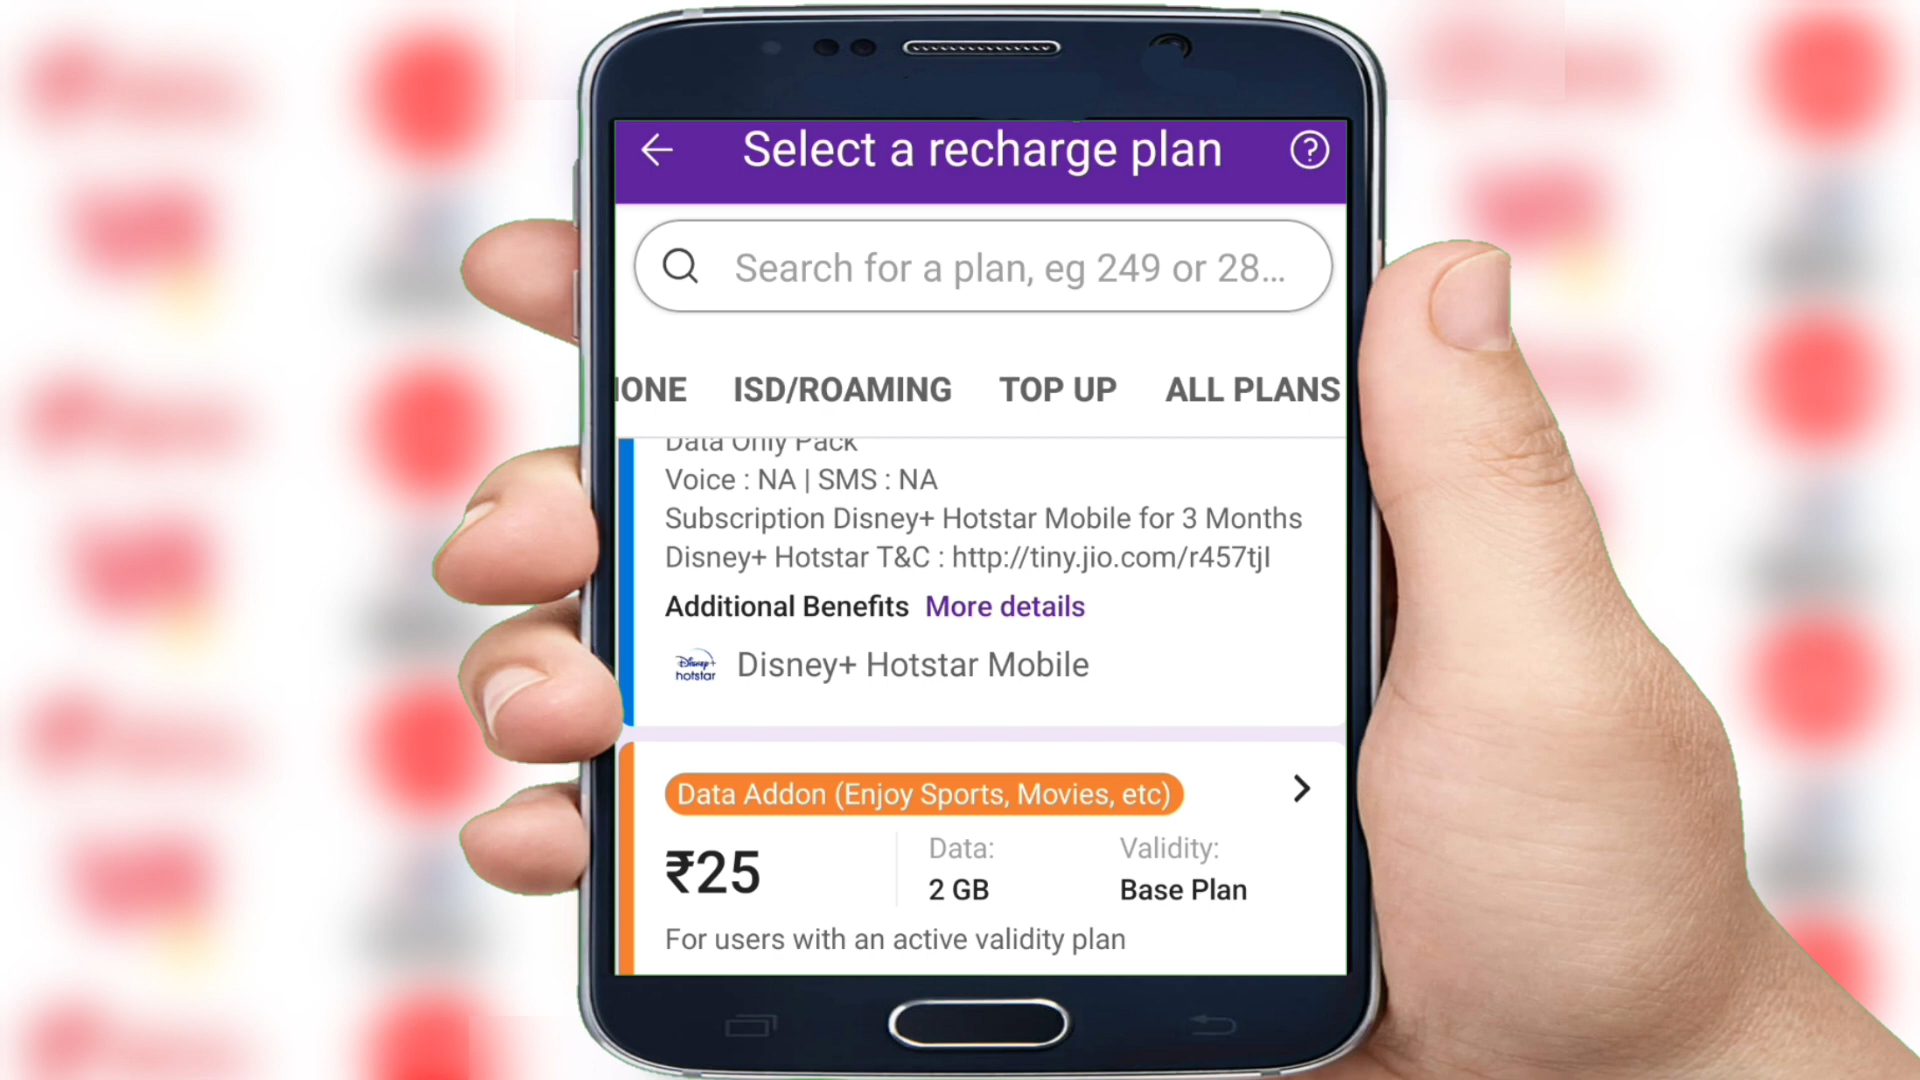 Select a recharge plan
Search for a plan, eg 249 or 28...
IONE ISD/ROAMING TOP UP ALL PLANS
Data Only Pack
Voice : NA | SMS : NA
Subscription Disney+ Hotstar Mobile for 3 Months
Disney+ Hotstar T&C : http://tiny.jio.com/r457tjI
Additional Benefits More details
Disney+ hotstar
Disney+ Hotstar Mobile
Data Addon (Enjoy Sports, Movies, etc)
₹25
Data:
2 GB
Validity:
Base Plan
For users with an active validity plan